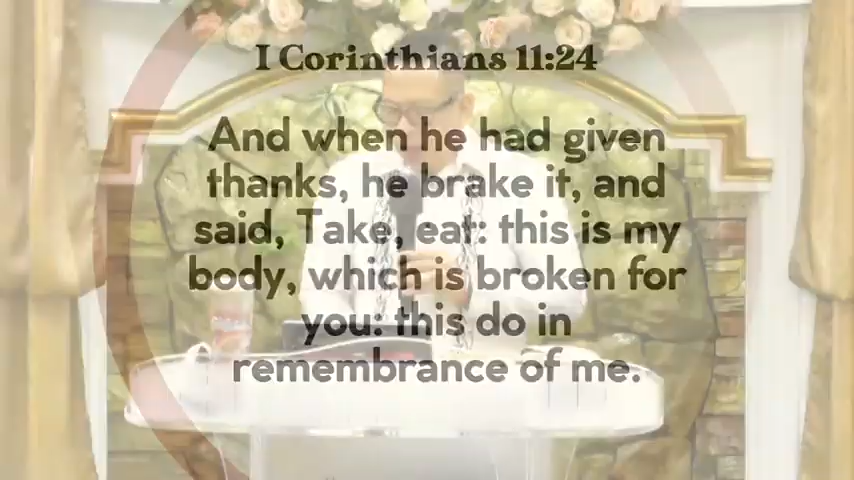 I Corinthians 11:24
And when he had given
thanks, he brake it, and
said, Take, eat: this is my
body, which is broken for
you: this do in
remembrance of me.